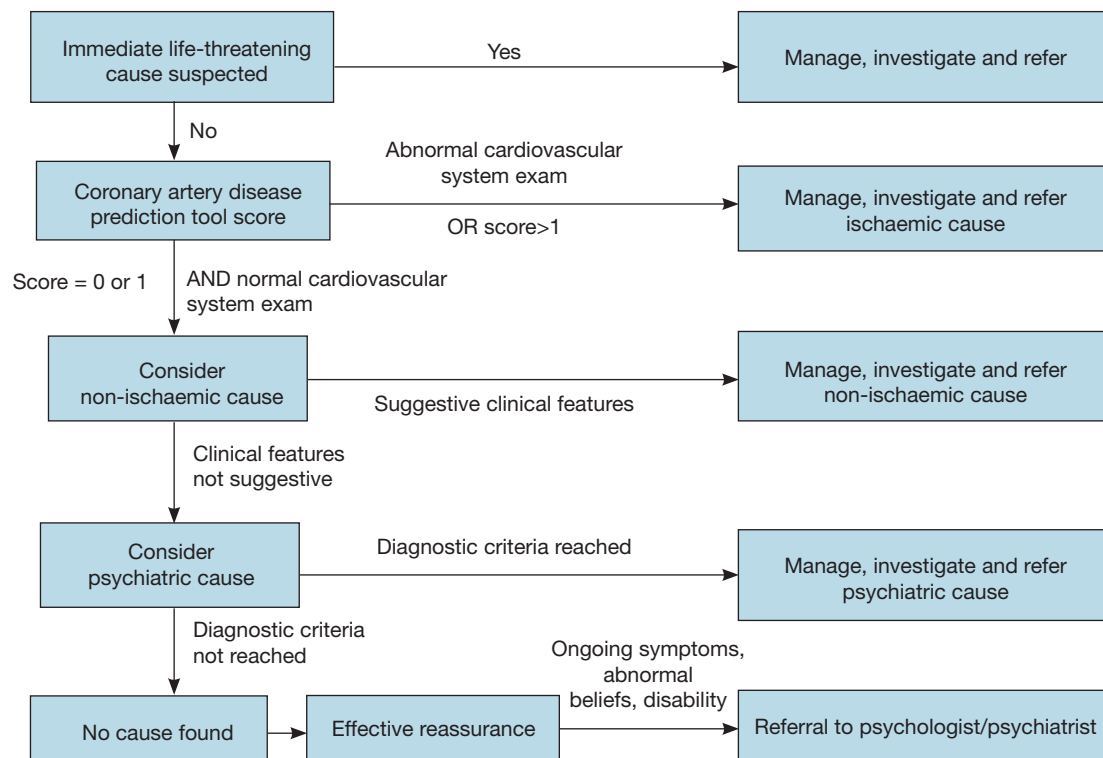 Immediate life-threatening
cause suspected
Yes
Manage, investigate and refer
No
Coronary artery disease
prediction tool score
Abnormal cardiovascular
system exam
OR score>1
Manage, investigate and refer
ischaemic cause
Score = 0 or 1
AND normal cardiovascular
system exam
Consider
non-ischaemic cause
Suggestive clinical features
Manage, investigate and refer
non-ischaemic cause
Clinical features
not suggestive
Consider
psychiatric cause
Diagnostic criteria reached
Manage, investigate and refer
psychiatric cause
Diagnostic criteria
not reached
No cause found
Effective reassurance
Ongoing symptoms,
abnormal
beliefs, disability
Referral to psychologist/psychiatrist